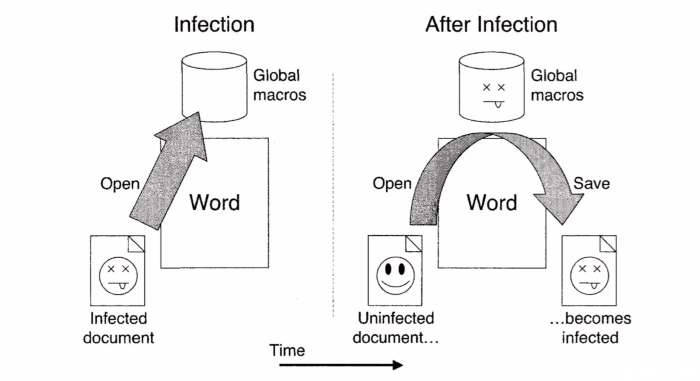 Infection
Global
macros
Open
Word
Infected
document
After Infection
Global
macros
Open
Word
Save
Uninfected
document...
...becomes
infected
Time